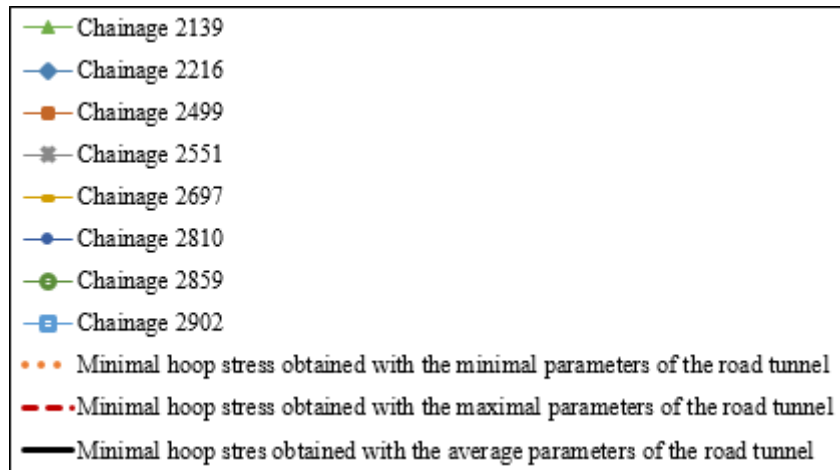 Chainage 2139
Chainage 2216
Chainage 2499
Chainage 2551
Chainage 2697
Chainage 2810
Chainage 2859
Chainage 2902
Minimal hoop stress obtained with the minimal parameters of the road tunnel
Minimal hoop stress obtained with the maximal parameters of the road tunnel
Minimal hoop stres obtained with the average parameters of the road tunnel